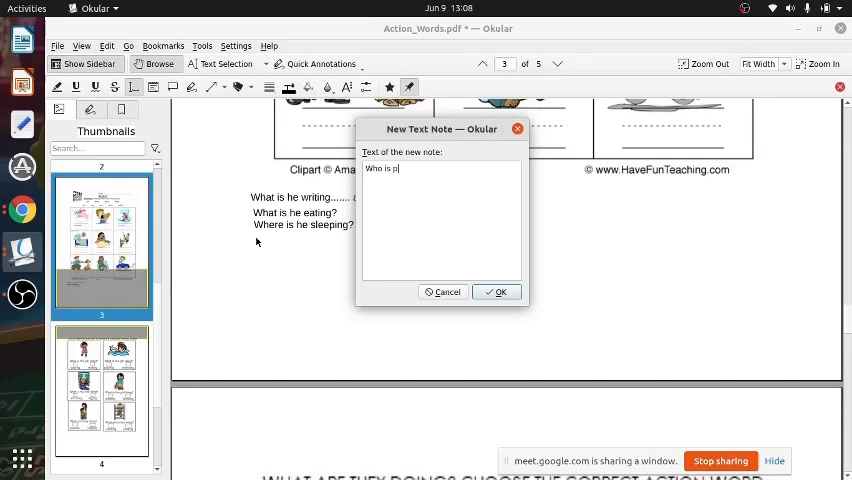 Activities
Okular
Jun 9 13:08
Action_Words.pdf * — Okular
File View Edit Go Bookmarks Tools Settings Help
Show Sidebar Browse Text Selection Quick Annotations 3 of 5 Zoom Out Fit Width Zoom In
Thumbnails
Search...
2
3
4
Clipart © Ama
© www.HaveFunTeaching.com
What is he writing....... a
What is he eating?
Where is he sleeping?
New Text Note — Okular
Text of the new note:
Who is p
Cancel
OK
meet.google.com is sharing a window.
Stop sharing
Hide
WHAT ARE THEY DOING? CHOOSE THE CORRECT ACTION WORD